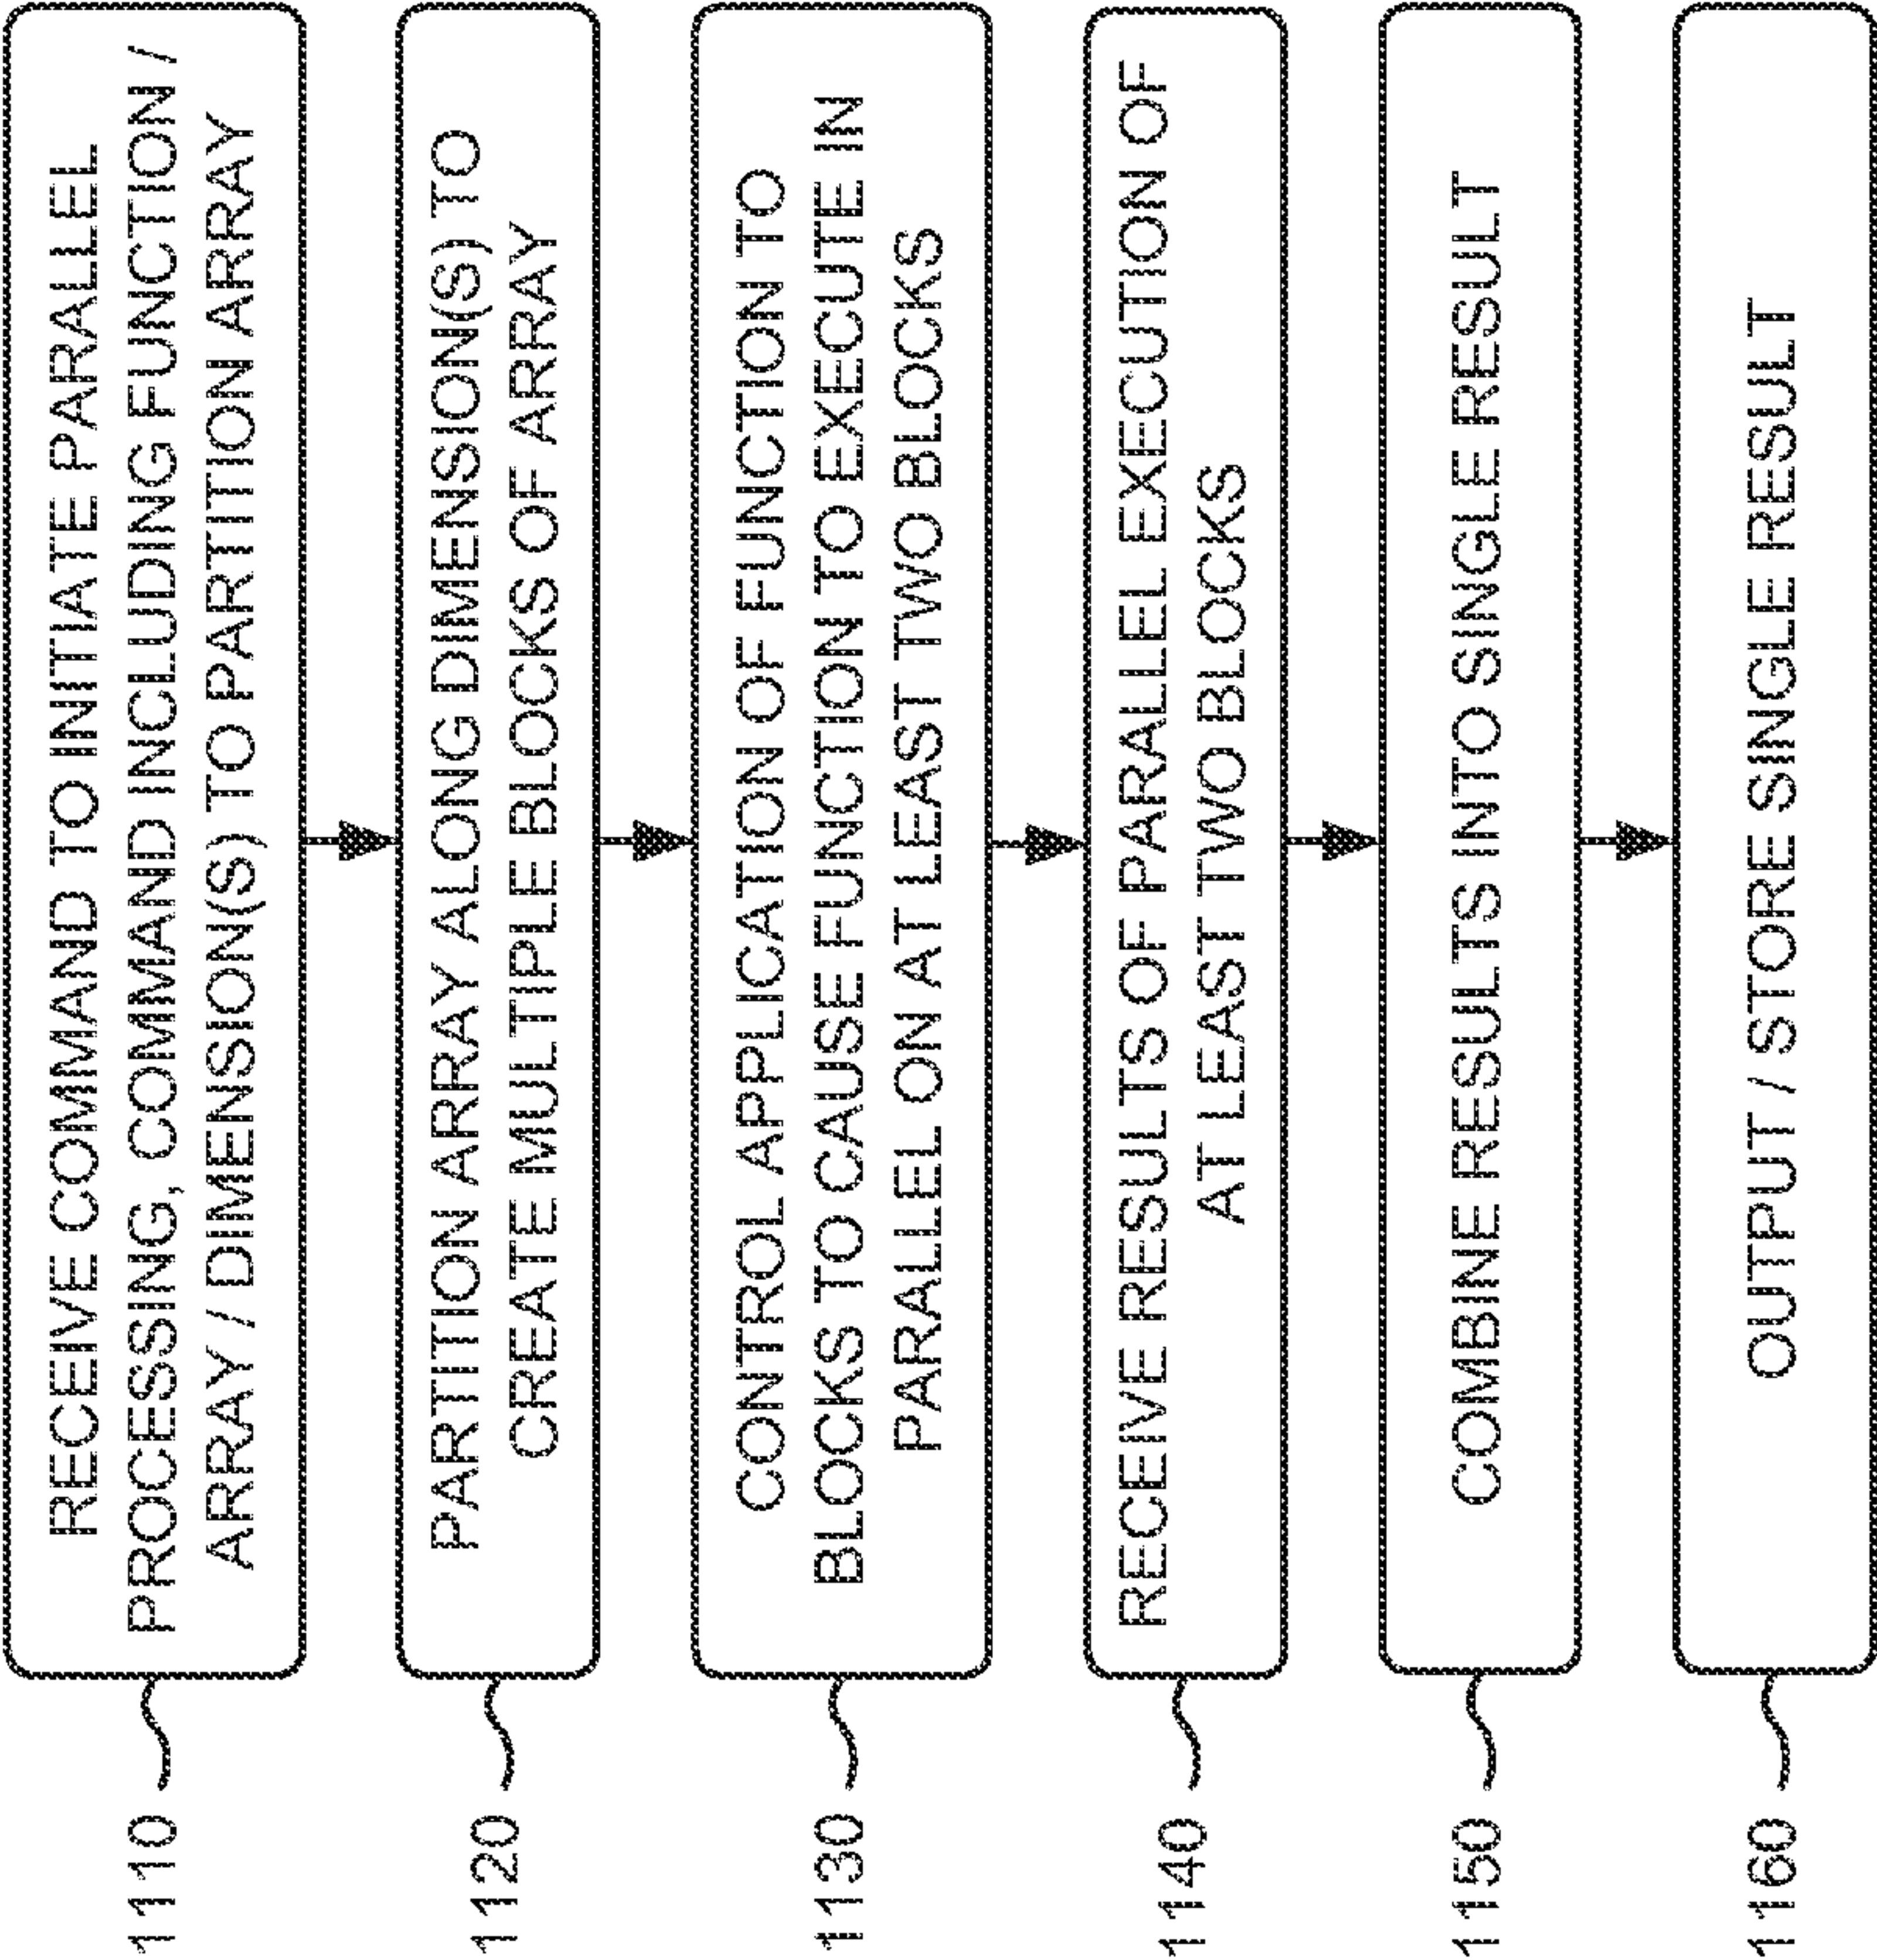 1110
RECEIVE COMMAND TO INITIATE PARALLEL
PROCESSING, COMMAND INCLUDING FUNCTION /
ARRAY / DIMENSION(S) TO PARTITION ARRAY
1120
PARTITION ARRAY ALONG DIMENSION(S) TO
CREATE MULTIPLE BLOCKS OF ARRAY
1130
CONTROL APPLICATION OF FUNCTION TO
BLOCKS TO CAUSE FUNCTION TO EXECUTE IN
PARALLEL ON AT LEAST TWO BLOCKS
1140
RECEIVE RESULTS OF PARALLEL EXECUTION OF
AT LEAST TWO BLOCKS
1150
COMBINE RESULTS INTO SINGLE RESULT
1160
OUTPUT / STORE SINGLE RESULT